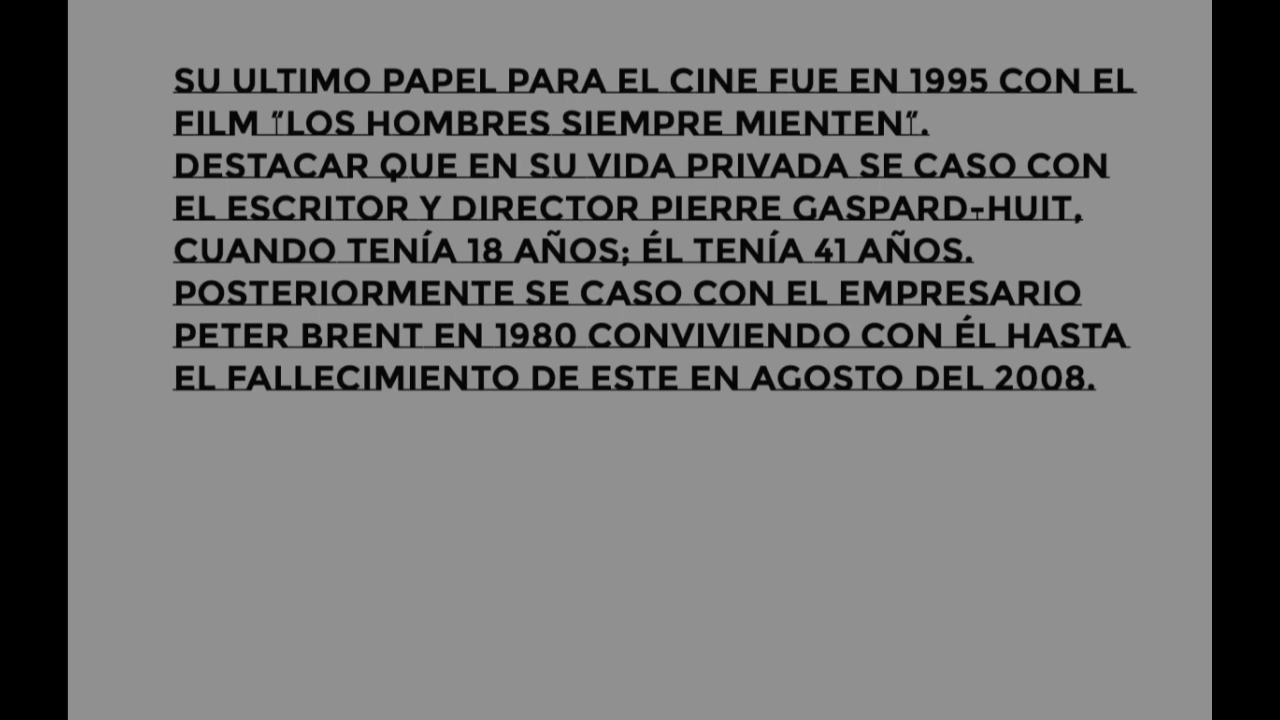 SU ULTIMO PAPEL PARA EL CINE FUE EN 1995 CON EL
FILM "LOS HOMBRES SIEMPRE MIENTEN".
DESTACAR QUE EN SU VIDA PRIVADA SE CASO CON
EL ESCRITOR Y DIRECTOR PIERRE GASPARD-HUIT,
CUANDO TENÍA 18 AÑOS; ÉL TENÍA 41 AÑOS.
POSTERIORMENTE SE CASO CON EL EMPRESARIO
PETER BRENT EN 1980 CONVIVIENDO CON ÉL HASTA
EL FALLECIMIENTO DE ESTE EN AGOSTO DEL 2008.